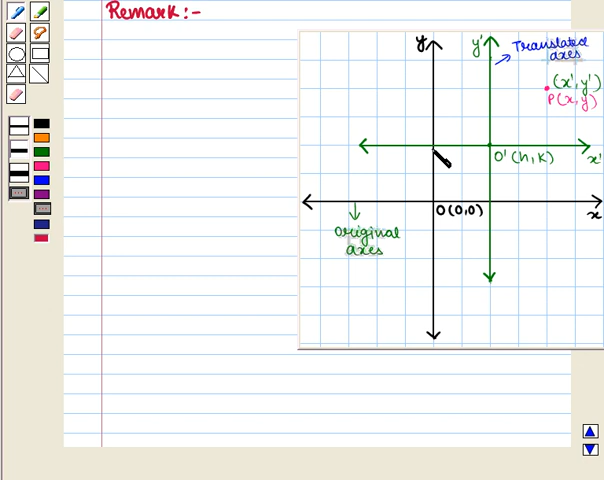 Remark :-
y
y'
Translated
axes
(x', y')
P(x, y)
O'(h, k)
x'
O(0,0)
x
original
axes